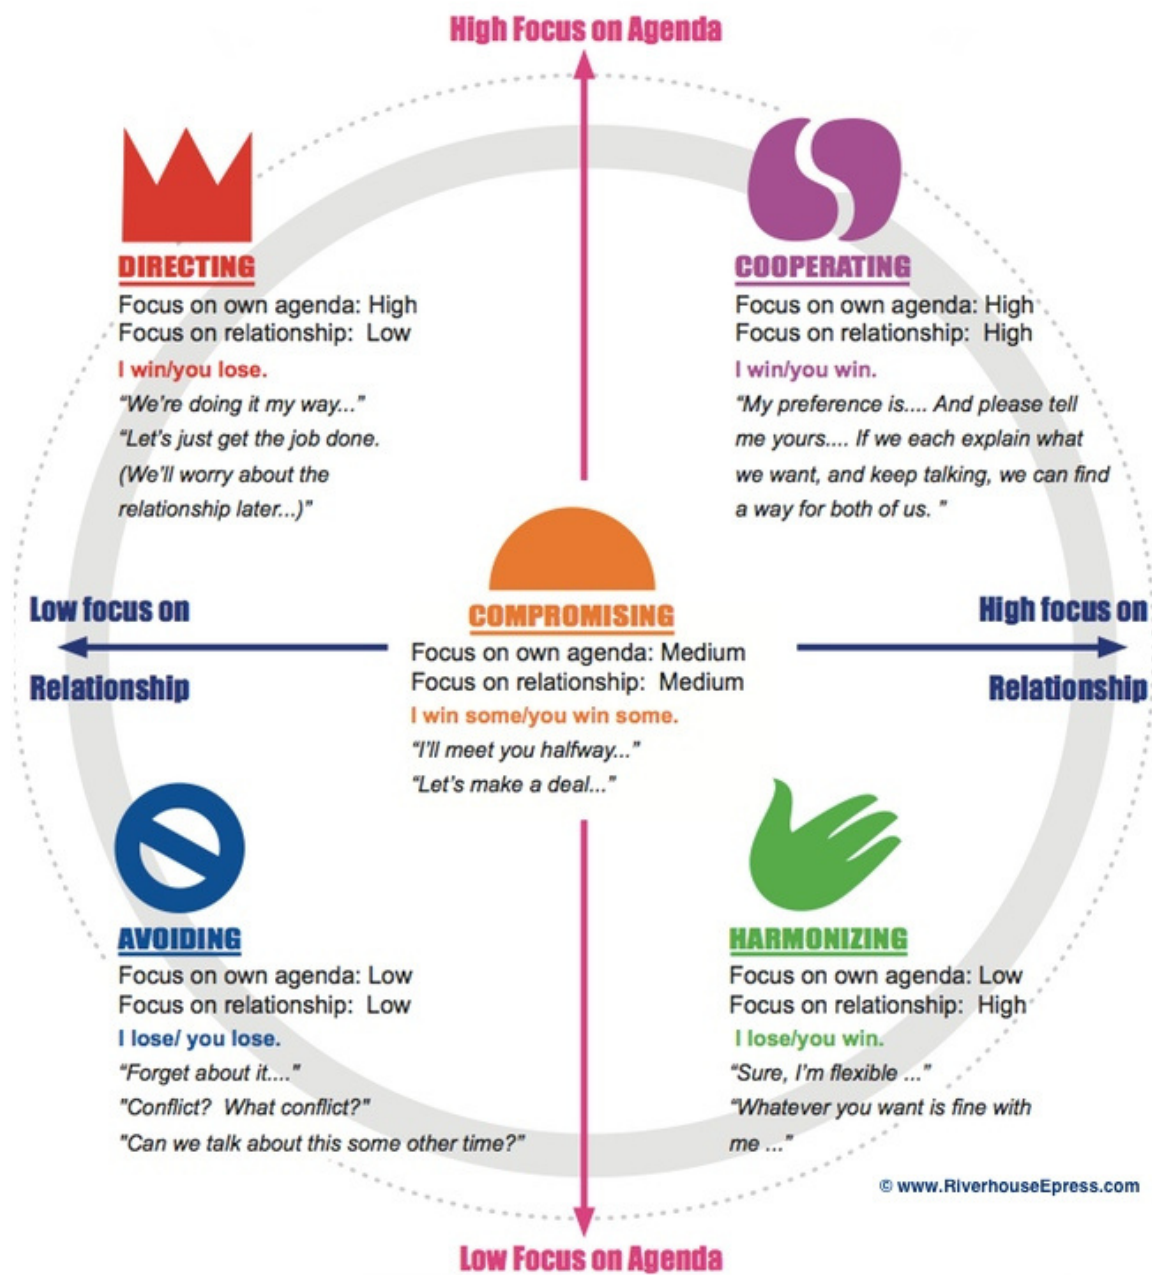 High Focus on Agenda
DIRECTING
Focus on own agenda: High
Focus on relationship:  Low
I win/you lose.
“We’re doing it my way...”
“Let’s just get the job done.
(We’ll worry about the
relationship later...)”
COOPERATING
Focus on own agenda: High
Focus on relationship:  High
I win/you win.
“My preference is.... And please tell
me yours.... If we each explain what
we want, and keep talking, we can find
a way for both of us. ”
Low focus on
Relationship
COMPROMISING
Focus on own agenda: Medium
Focus on relationship:  Medium
I win some/you win some.
“I’ll meet you halfway...”
“Let’s make a deal...”
High focus on
Relationship
AVOIDING
Focus on own agenda: Low
Focus on relationship:  Low
I lose/ you lose.
“Forget about it....”
"Conflict?  What conflict?"
"Can we talk about this some other time?”
HARMONIZING
Focus on own agenda: Low
Focus on relationship:  High
I lose/you win.
“Sure, I’m flexible ...”
“Whatever you want is fine with
me ...”
© www.RiverhouseEpress.com
Low Focus on Agenda